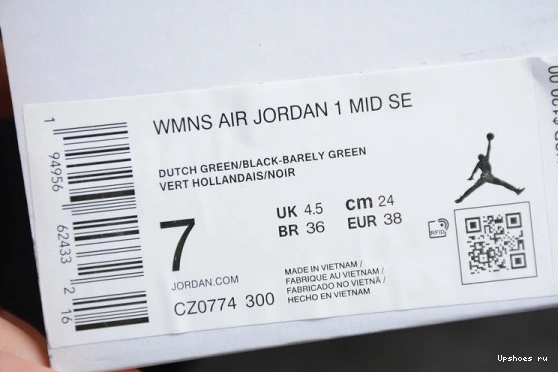 WMNS AIR JORDAN 1 MID SE
DUTCH GREEN/BLACK-BARELY GREEN
VERT HOLLANDAIS/NOIR
7
UK 4.5 cm 24
BR 36 EUR 38
JORDAN.COM
CZ0774 300
MADE IN VIETNAM /
FABRIQUE AU VIETNAM /
FABRICADO NO VIETNÃ /
HECHO EN VIETNAM
RFID
1 94956 62433 2 16
Upshoes ru